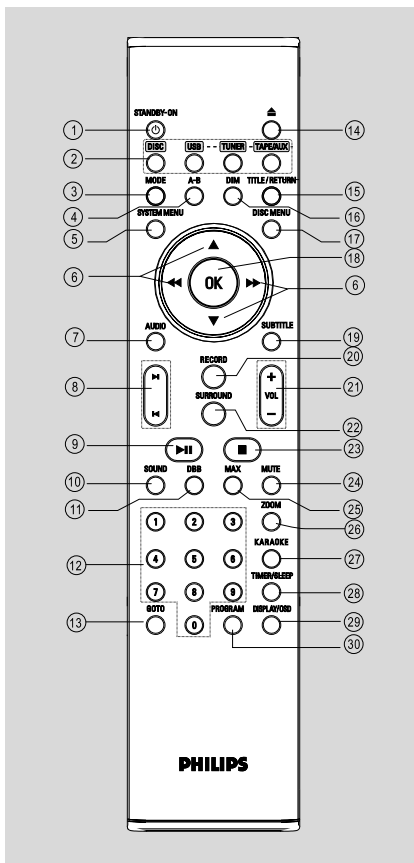 STANDBY-ON
1
14
DISC USB TUNER TAPE/AUX
2
MODE A-B DIM TITLE/RETURN
3
15
4
16
SYSTEM MENU DISC MENU
5
17
18
6
OK
6
AUDIO SUBTITLE
7
19
RECORD
20
8
+
VOL
−
21
SURROUND
22
9
23
SOUND DBB MAX MUTE
10
24
11
25
ZOOM
26
1 2 3
KARAOKE
27
12
4 5 6
TIMER/SLEEP
28
7 8 9
GOTO PROGRAM DISPLAY/OSD
13
0
29
30
PHILIPS